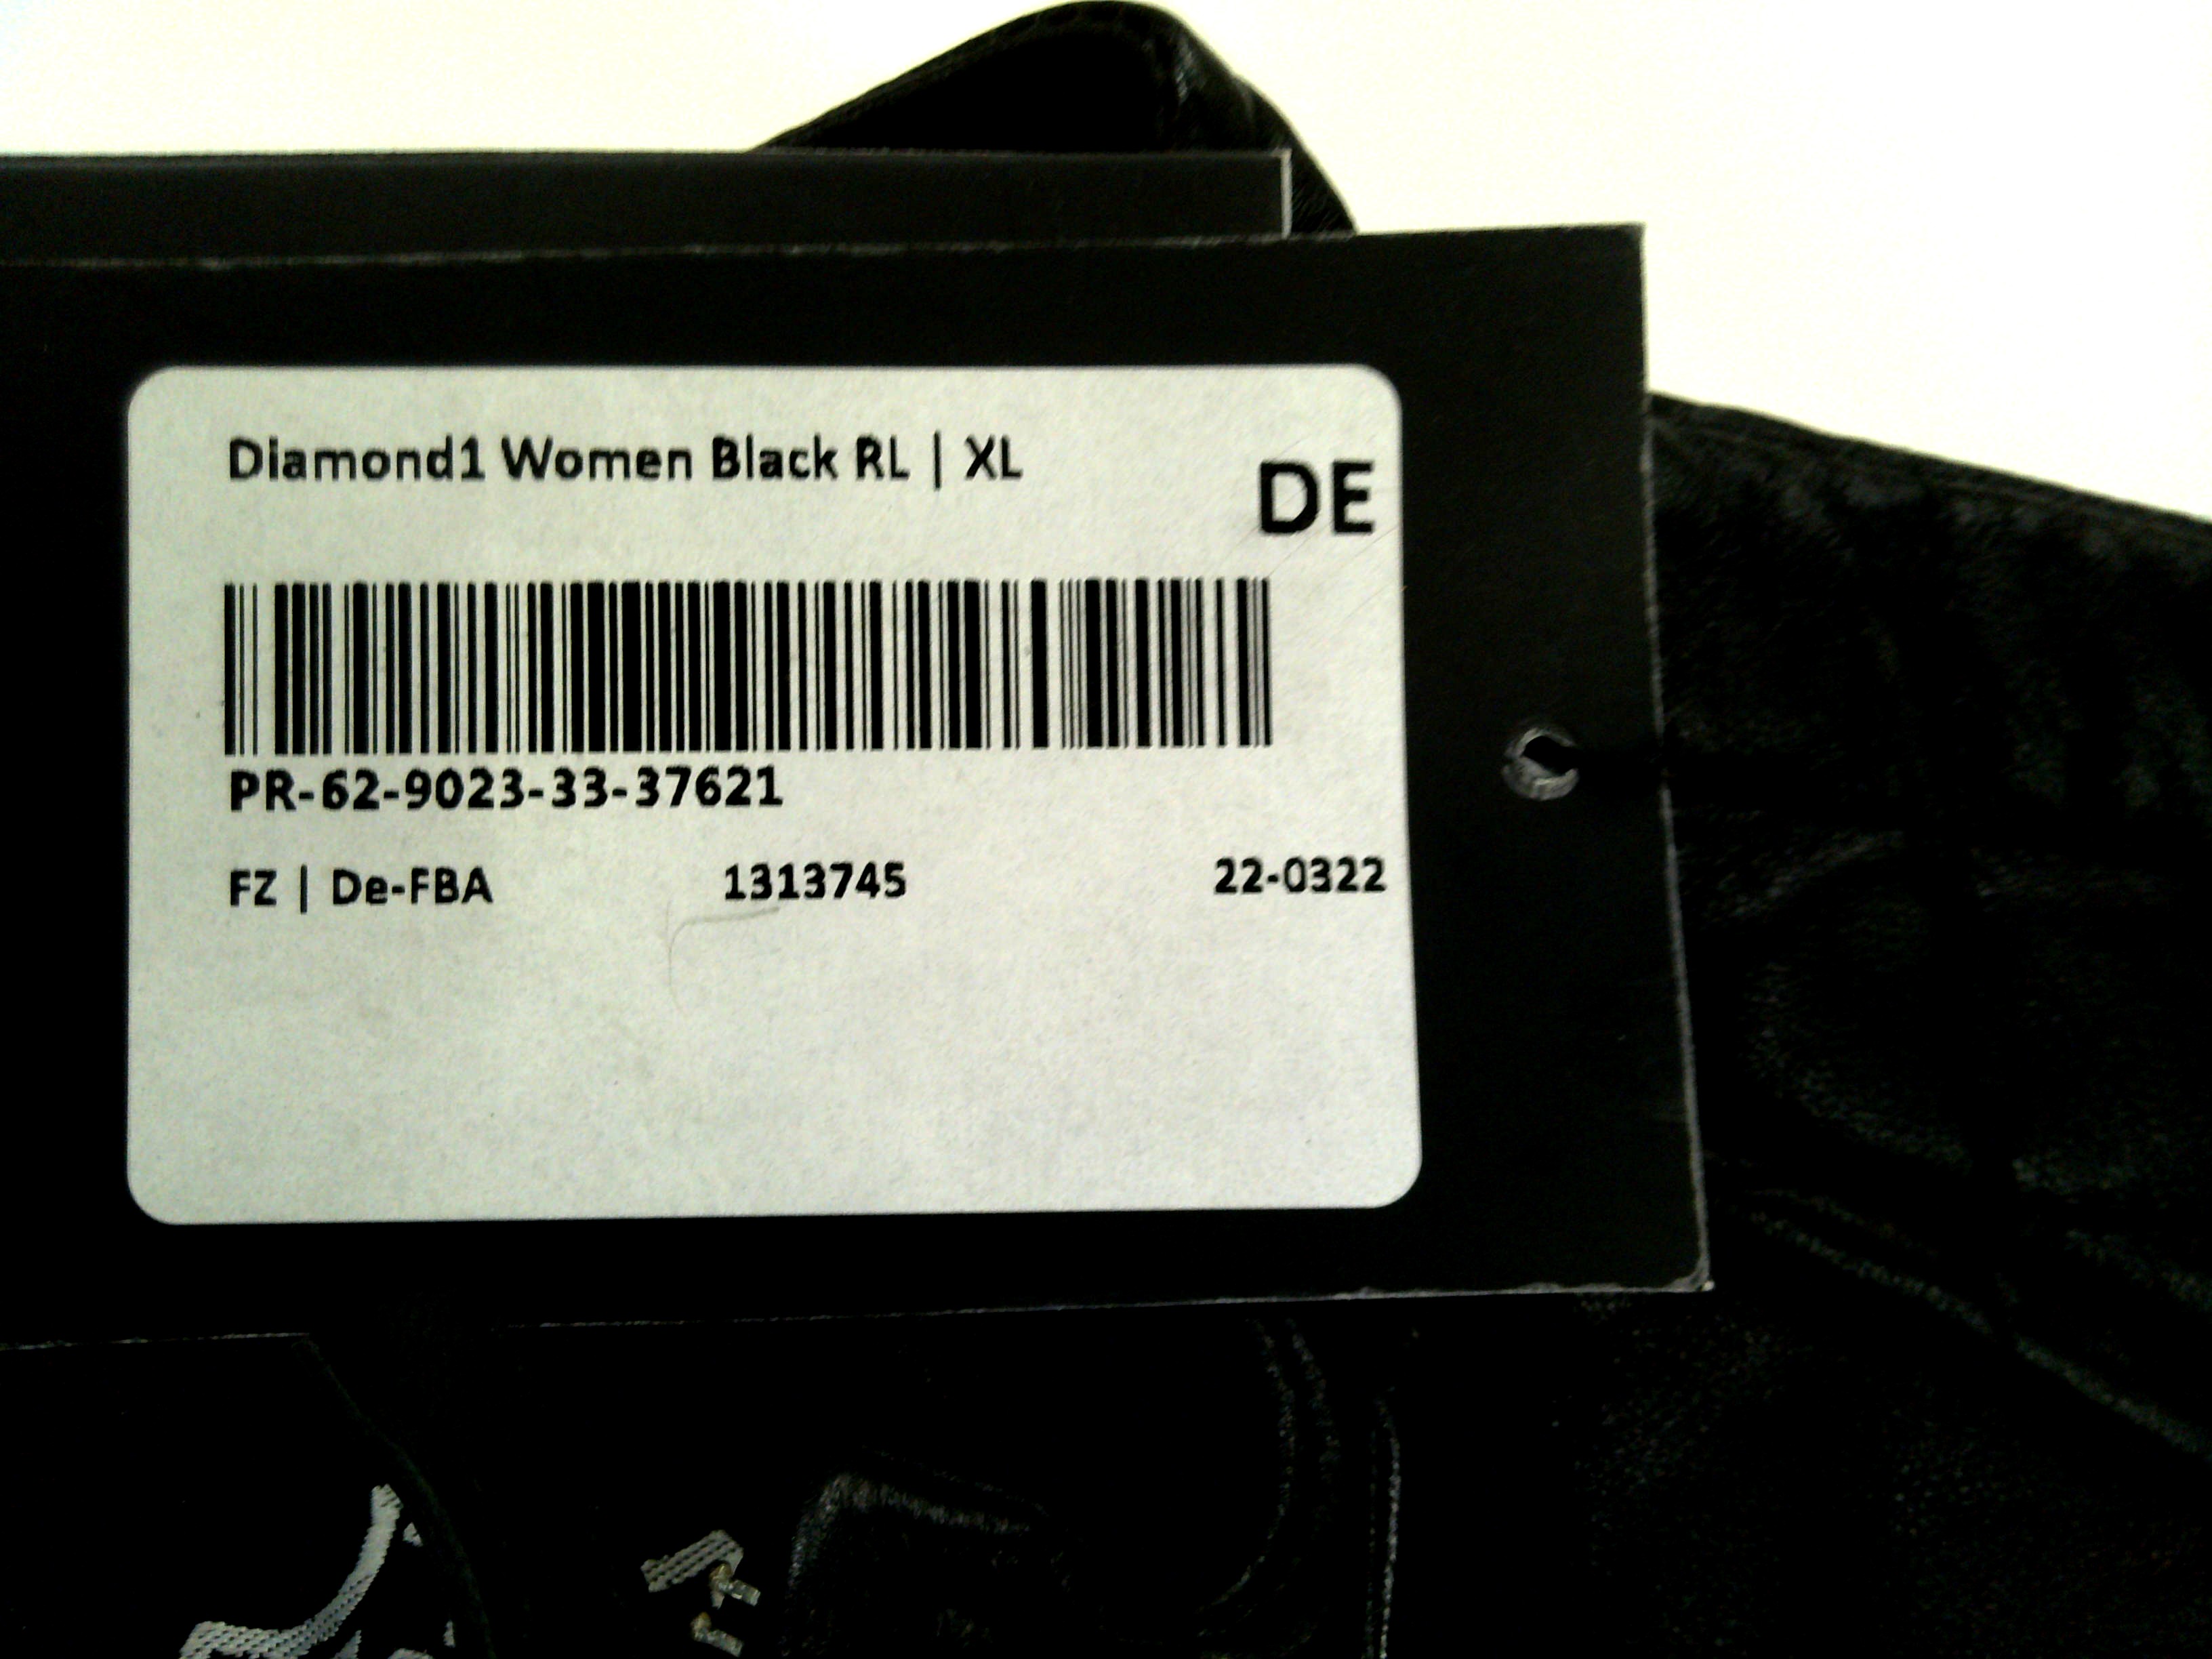 Diamond1 Women Black RL | XL
DE
PR-62-9023-33-37621
FZ | De-FBA 1313745 22-0322